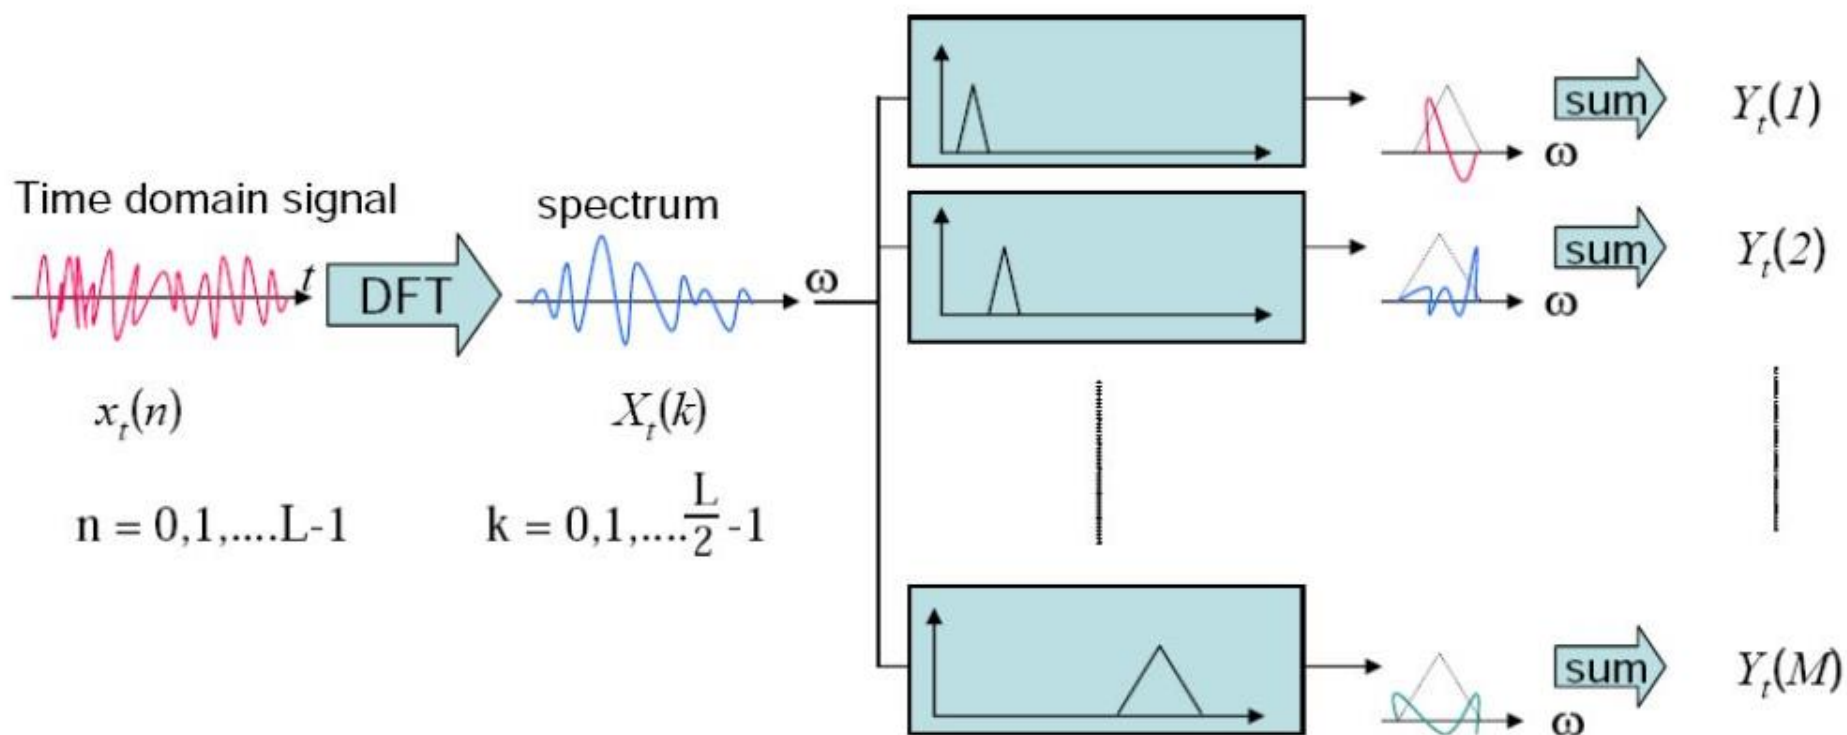 Time domain signal
t
x_t(n)
n = 0,1,....L-1
DFT
spectrum
ω
X_t(k)
k = 0,1,....L/2 -1
ω
sum
Y_t(1)
ω
sum
Y_t(2)
ω
sum
Y_t(M)